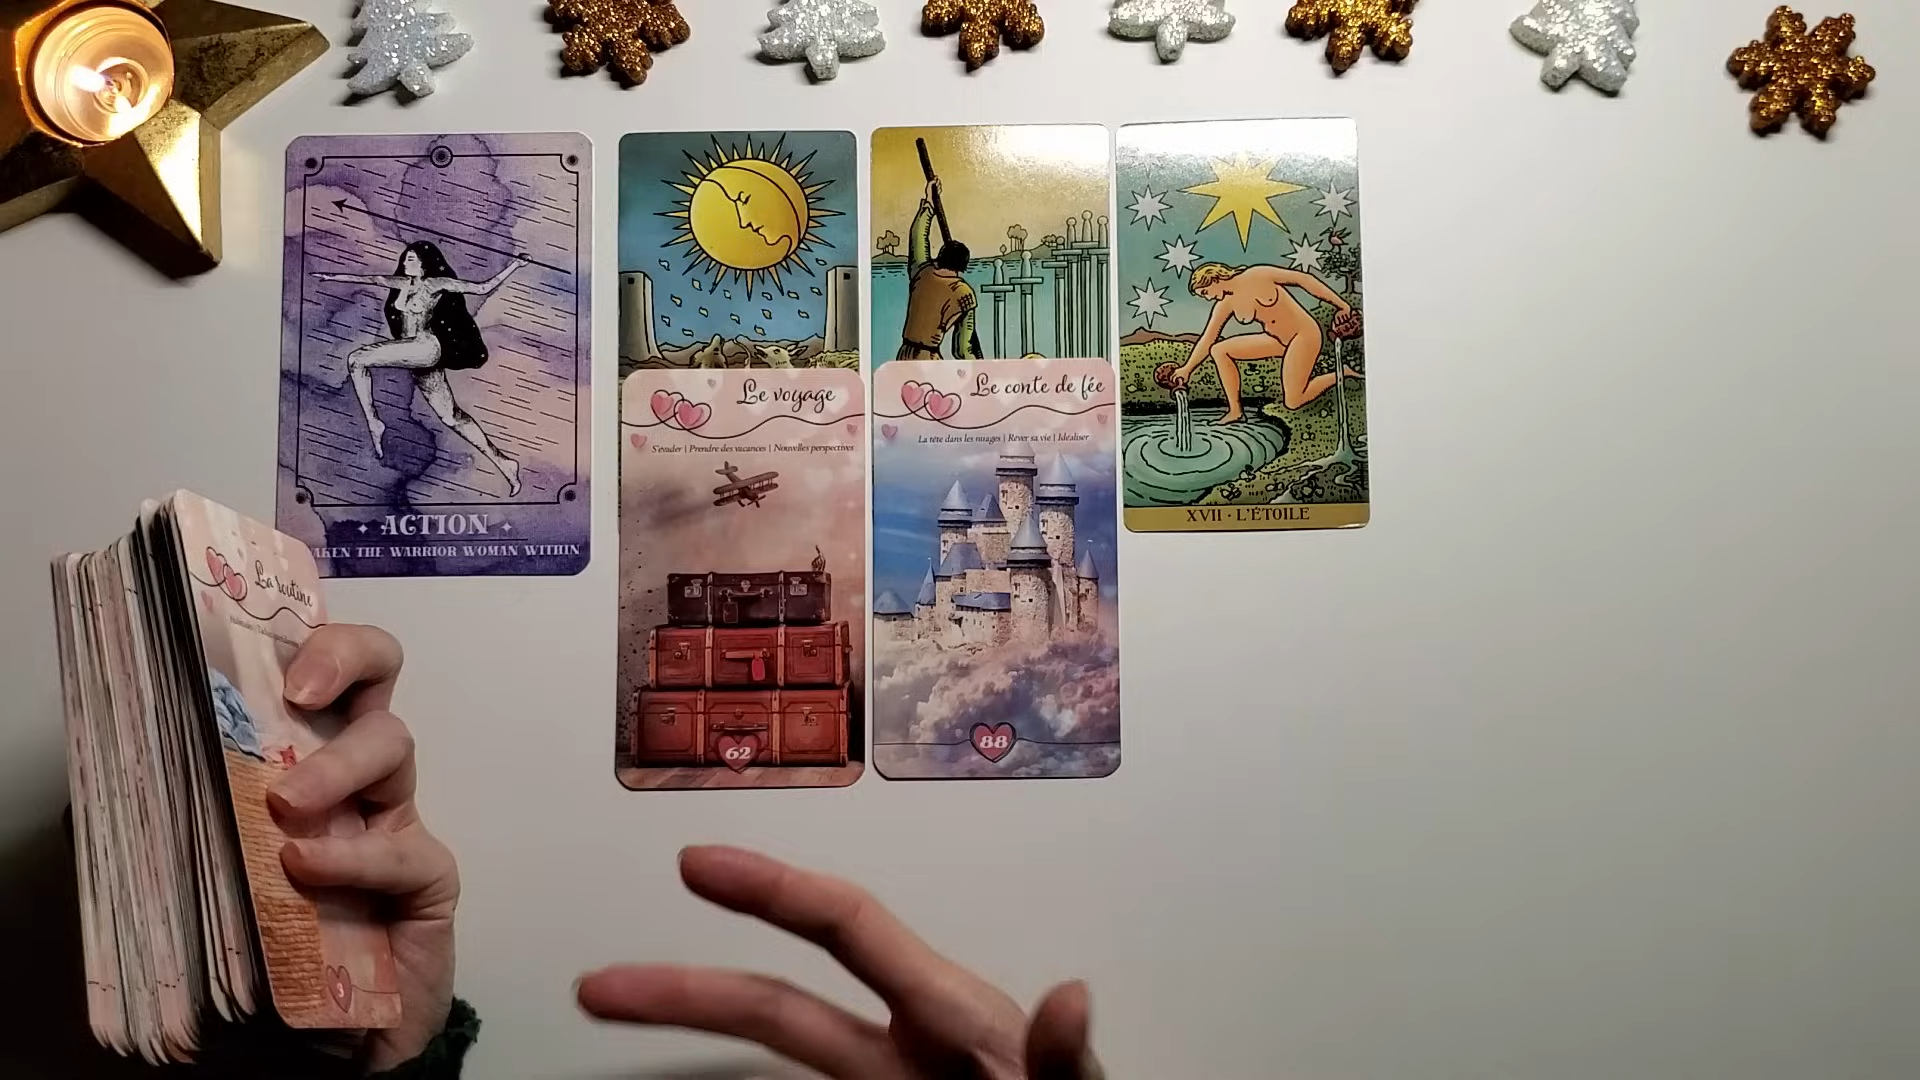 ACTION
AKEN THE WARRIOR WOMAN WITHIN
Le voyage
S'évader | Prendre des vacances | Nouvelles perspectives
62
Le conte de fée
La tête dans les nuages | Rêver sa vie | Idéaliser
88
XVII · L'ÉTOILE
La routine
3